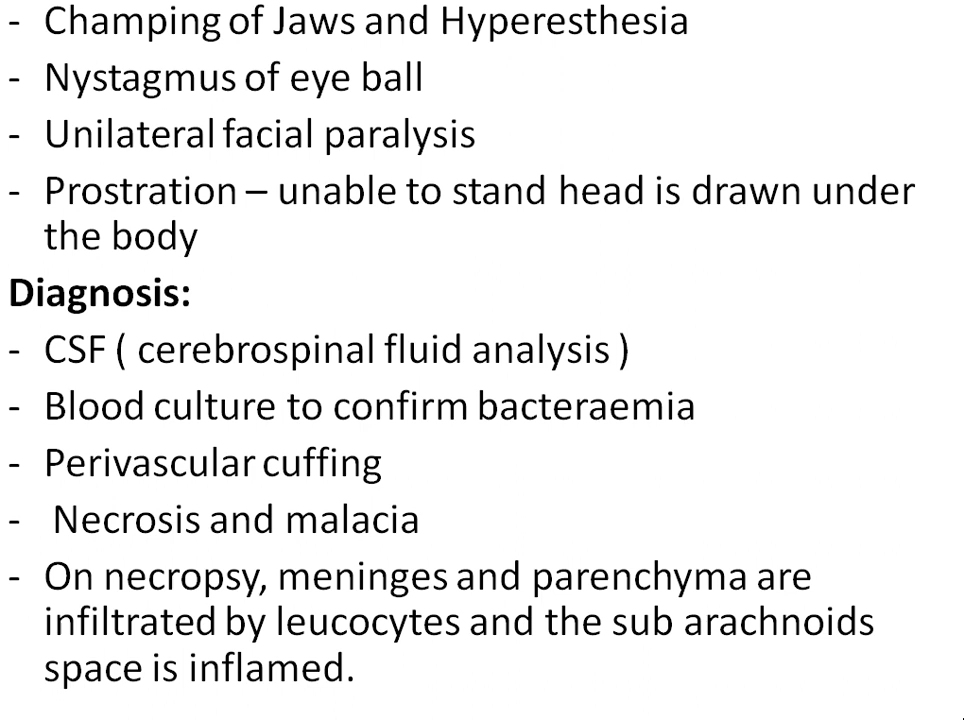 - Champing of Jaws and Hyperesthesia
- Nystagmus of eye ball
- Unilateral facial paralysis
- Prostration – unable to stand head is drawn under
the body
Diagnosis:
- CSF ( cerebrospinal fluid analysis )
- Blood culture to confirm bacteraemia
- Perivascular cuffing
- Necrosis and malacia
- On necropsy, meninges and parenchyma are
infiltrated by leucocytes and the sub arachnoids
space is inflamed.